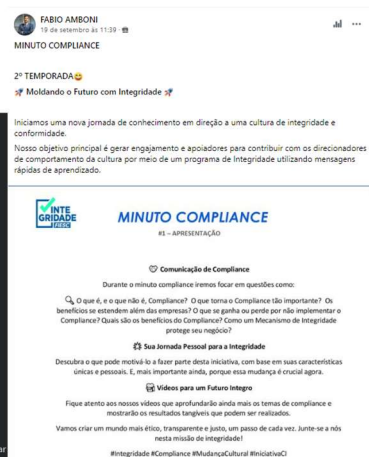 FABIO AMBONI
19 de setembro às 11:39
MINUTO COMPLIANCE
2º TEMPORADA😀
🚀 Moldando o Futuro com Integridade 🚀
Iniciamos uma nova jornada de conhecimento em direção a uma cultura de integridade e
conformidade.
Nosso objetivo principal é gerar engajamento e apoiadores para contribuir com os direcionadores
de comportamento da cultura por meio de um programa de Integridade utilizando mensagens
rápidas de aprendizado.
INTE
GRIDADE
FIESC
MINUTO COMPLIANCE
#1 – APRESENTAÇÃO
Comunicação de Compliance
Durante o minuto compliance iremos focar em questões como:
🔍 O que é, e o que não é, Compliance? O que torna o Compliance tão importante? Os
benefícios se estendem além das empresas? O que se ganha ou perde por não implementar o
Compliance? Quais são os benefícios do Compliance? Como um Mecanismo de Integridade
protege seu negócio?
Sua Jornada Pessoal para a Integridade
Descubra o que pode motivá-lo a fazer parte desta iniciativa, com base em suas características
únicas e pessoais. E, mais importante ainda, porque essa mudança é crucial agora.
Vídeos para um Futuro Integro
Fique atento aos nossos vídeos que aprofundarão ainda mais os temas de compliance e
mostrarão os resultados tangíveis que podem ser realizados.
Vamos criar um mundo mais ético, transparente e justo, um passo de cada vez. Junte-se a nós
nesta missão de integridade!
#Integridade #Compliance #MudançaCultural #IniciativaCI
ar